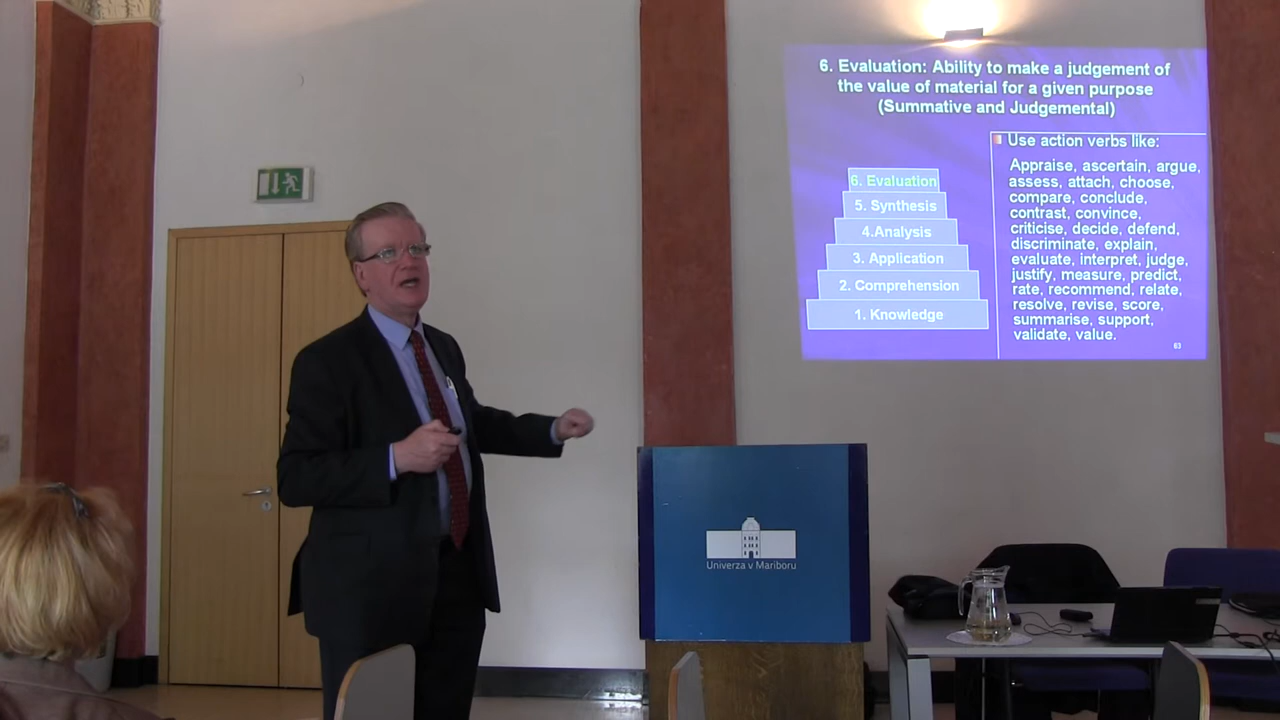 6. Evaluation: Ability to make a judgement of
the value of material for a given purpose
(Summative and Judgemental)
6. Evaluation
5. Synthesis
4.Analysis
3. Application
2. Comprehension
1. Knowledge
Use action verbs like:
Appraise, ascertain, argue,
assess, attach, choose,
compare, conclude,
contrast, convince,
criticise, decide, defend,
discriminate, explain,
evaluate, interpret, judge,
justify, measure, predict,
rate, recommend, relate,
resolve, revise, score,
summarise, support,
validate, value.
63
Univerza v Mariboru